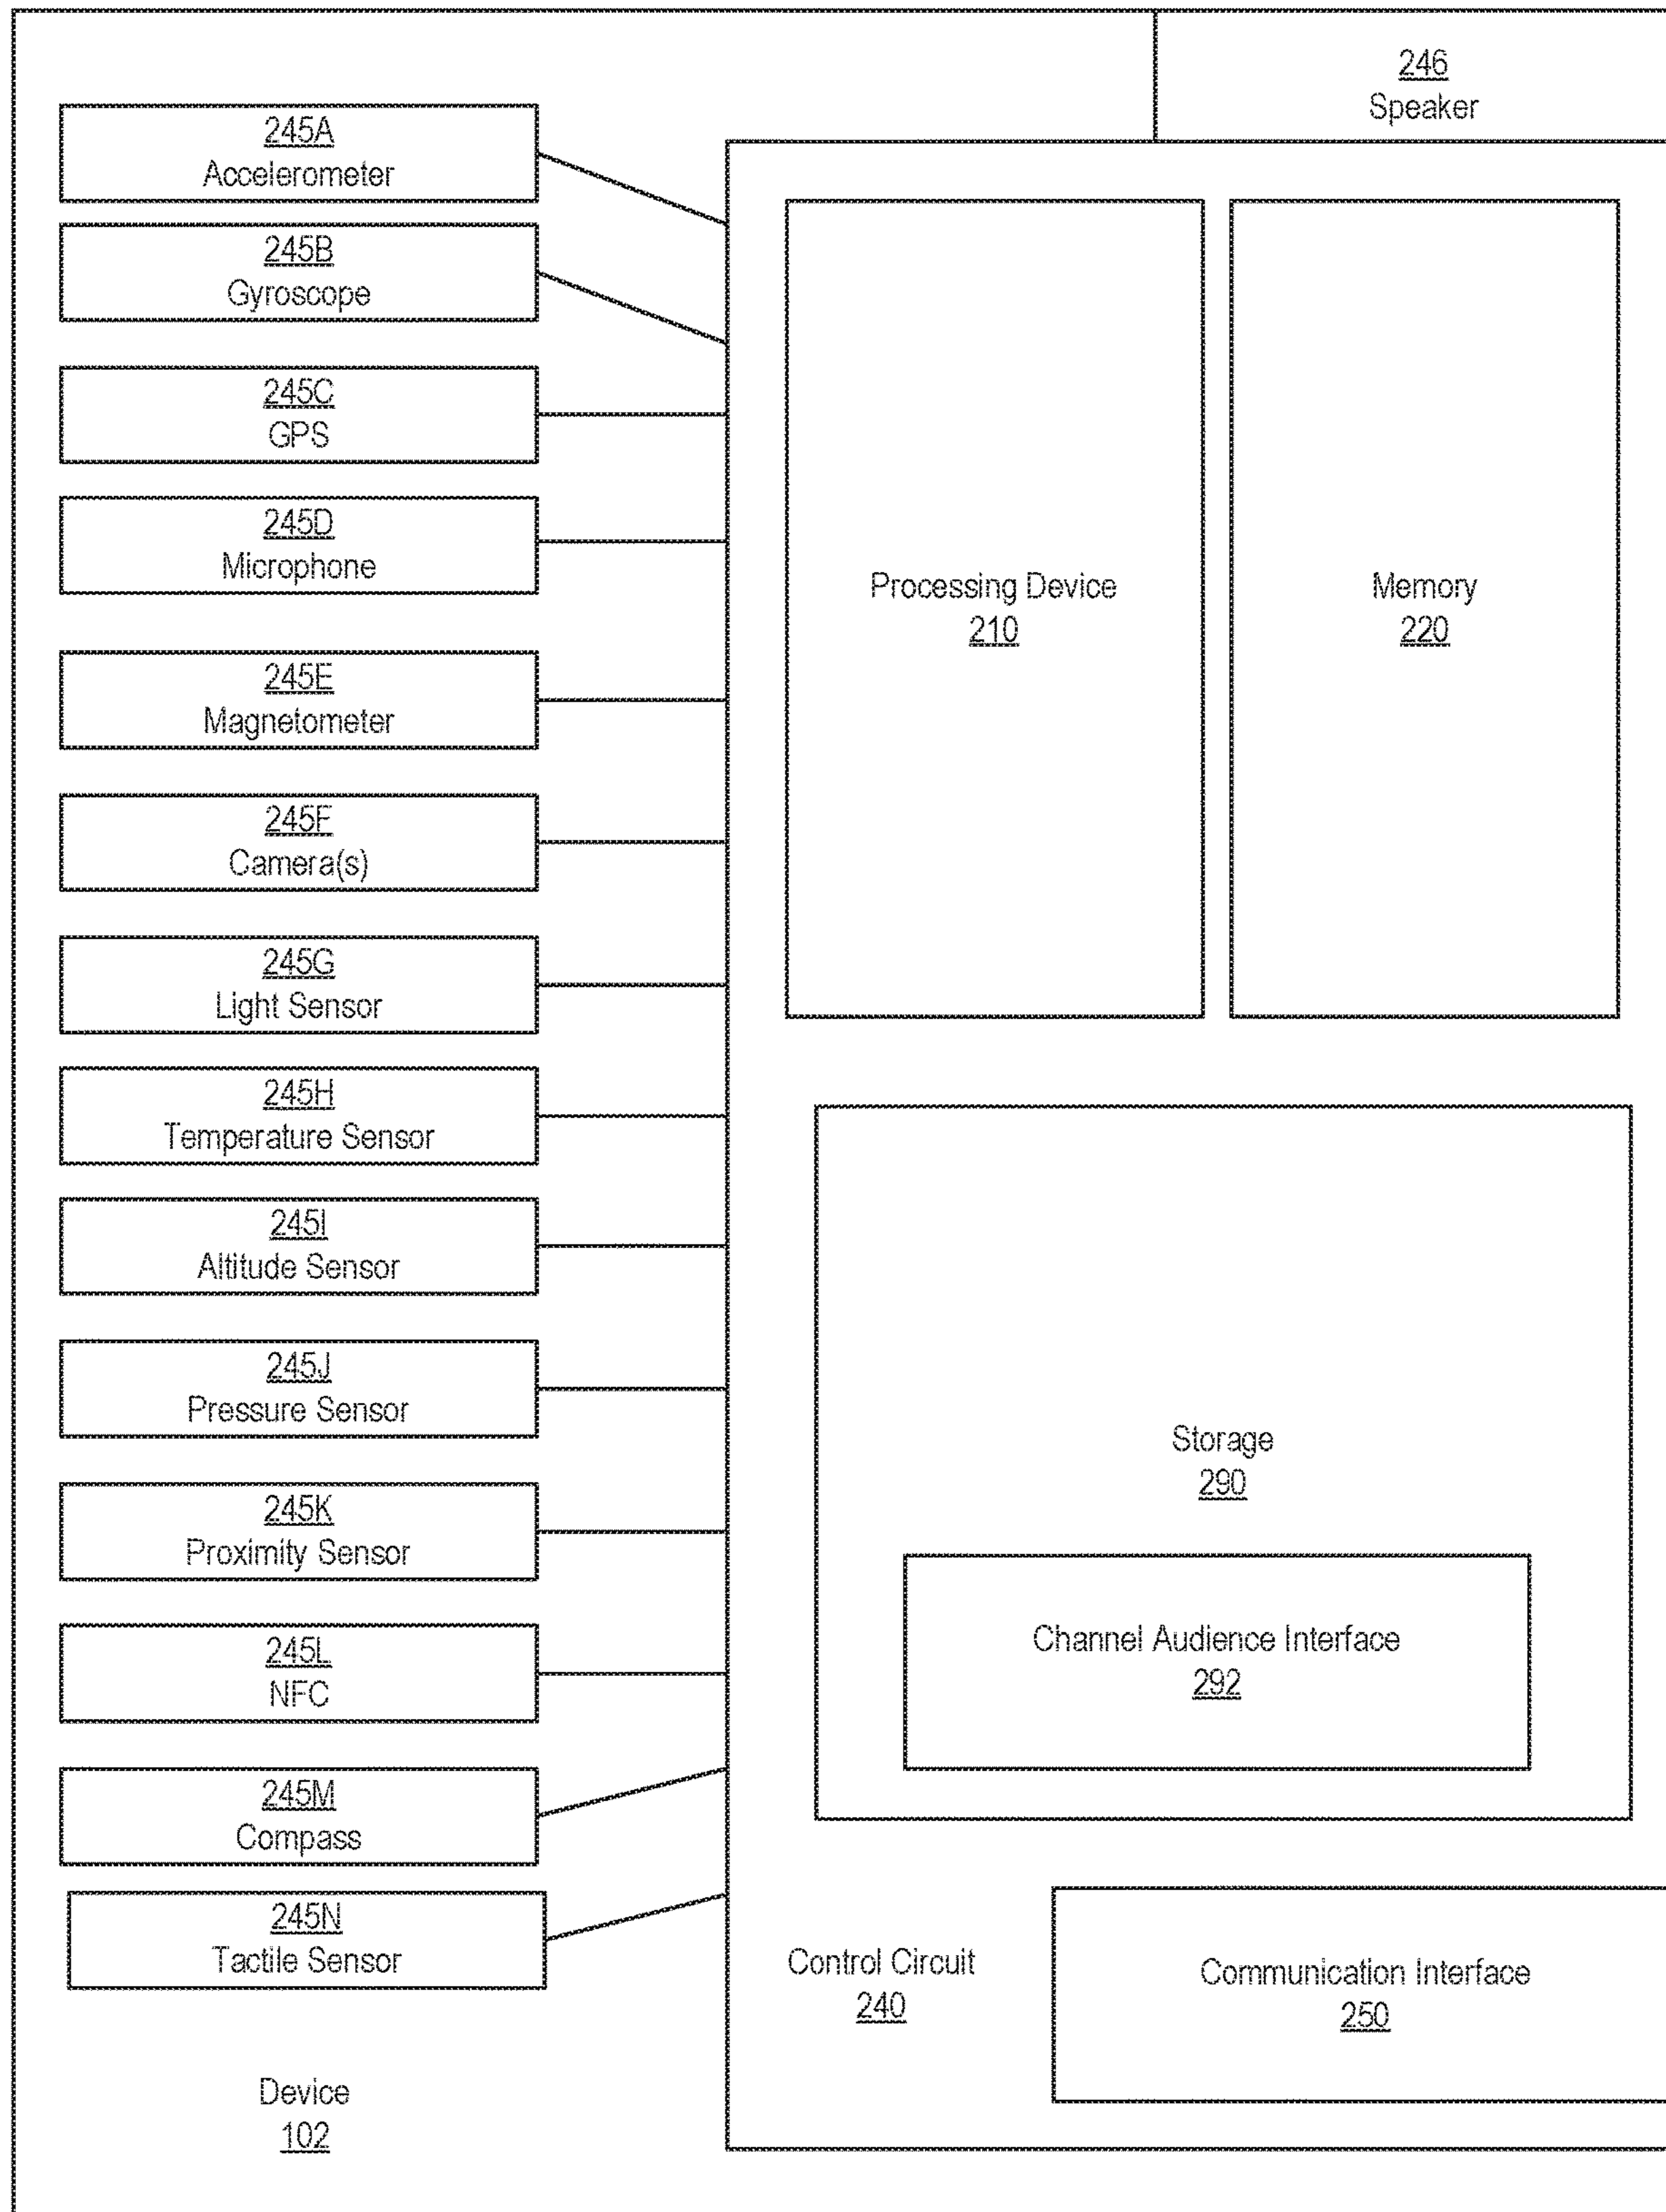 246
Speaker
245A
Accelerometer
245B
Gyroscope
245C
GPS
245D
Microphone
245E
Magnetometer
245F
Camera(s)
245G
Light Sensor
245H
Temperature Sensor
245I
Altitude Sensor
245J
Pressure Sensor
245K
Proximity Sensor
245L
NFC
245M
Compass
245N
Tactile Sensor
Device
102
Processing Device
210
Memory
220
Storage
290
Channel Audience Interface
292
Control Circuit
240
Communication Interface
250